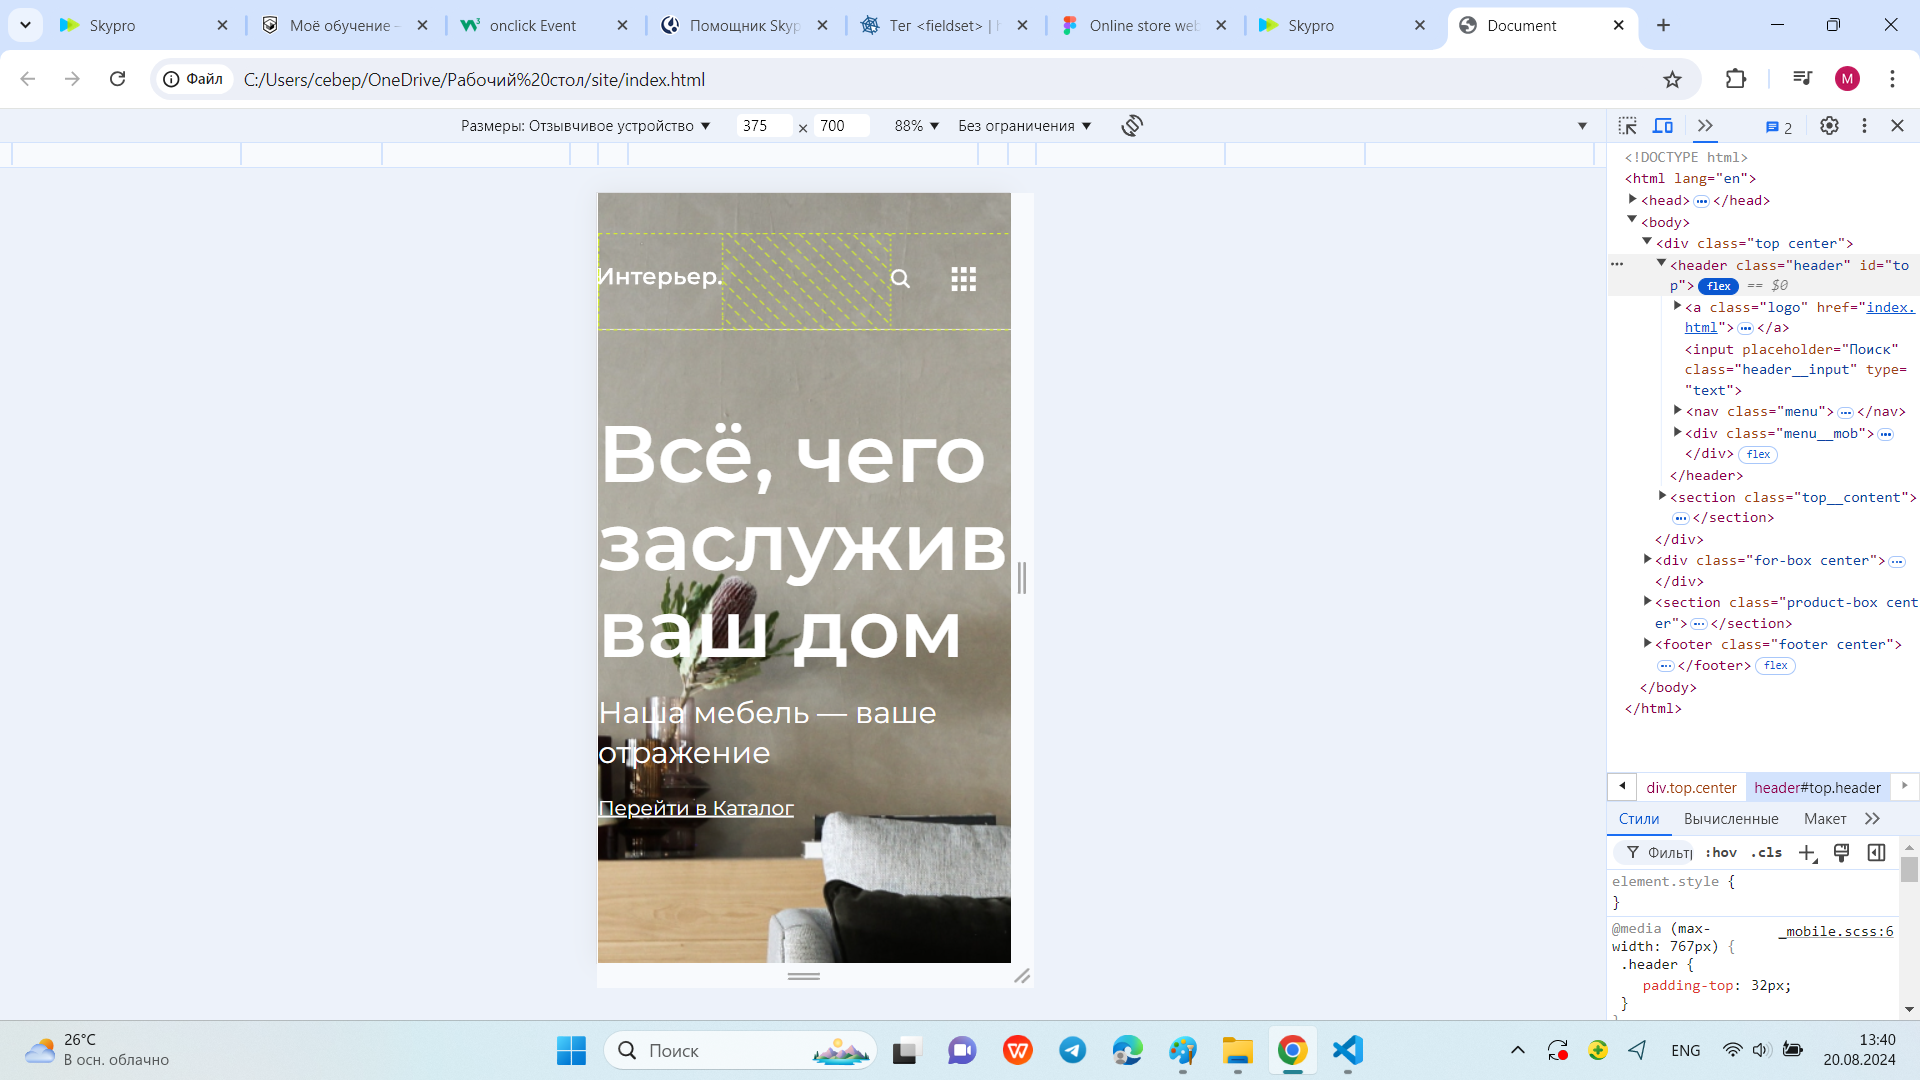 Skypro
Моё обучение –
onclick Event
Помощник Skyp
Тег <fieldset> | h
Online store web
Skypro
Document
Файл
C:/Users/cebep/OneDrive/Рабочий%20стол/site/index.html
M
Размеры: Отзывчивое устройство ▼
375
×
700
88% ▼
Без ограничения ▼
2
Интерьер.
Всё, чего
заслужив
ваш дом
Наша мебель — ваше
отражение
Перейти в Каталог
<!DOCTYPE html>
<html lang="en">
<head> ••• </head>
<body>
<div class="top center">
••• <header class="header" id="to
p"> flex == $0
<a class="logo" href="index.
html"> ••• </a>
<input placeholder="Поиск"
class="header__input" type=
"text">
<nav class="menu"> ••• </nav>
<div class="menu__mob"> •••
</div> flex
</header>
<section class="top__content">
••• </section>
</div>
<div class="for-box center"> •••
</div>
<section class="product-box cent
er"> ••• </section>
<footer class="footer center">
••• </footer> flex
</body>
</html>
div.top.center
header#top.header
Стили
Вычисленные
Макет
Фильтр
:hov
.cls
element.style {
}
@media (max-
width: 767px) {
_mobile.scss:6
.header {
padding-top: 32px;
}
26°C
В осн. облачно
Поиск
ENG
13:40
20.08.2024